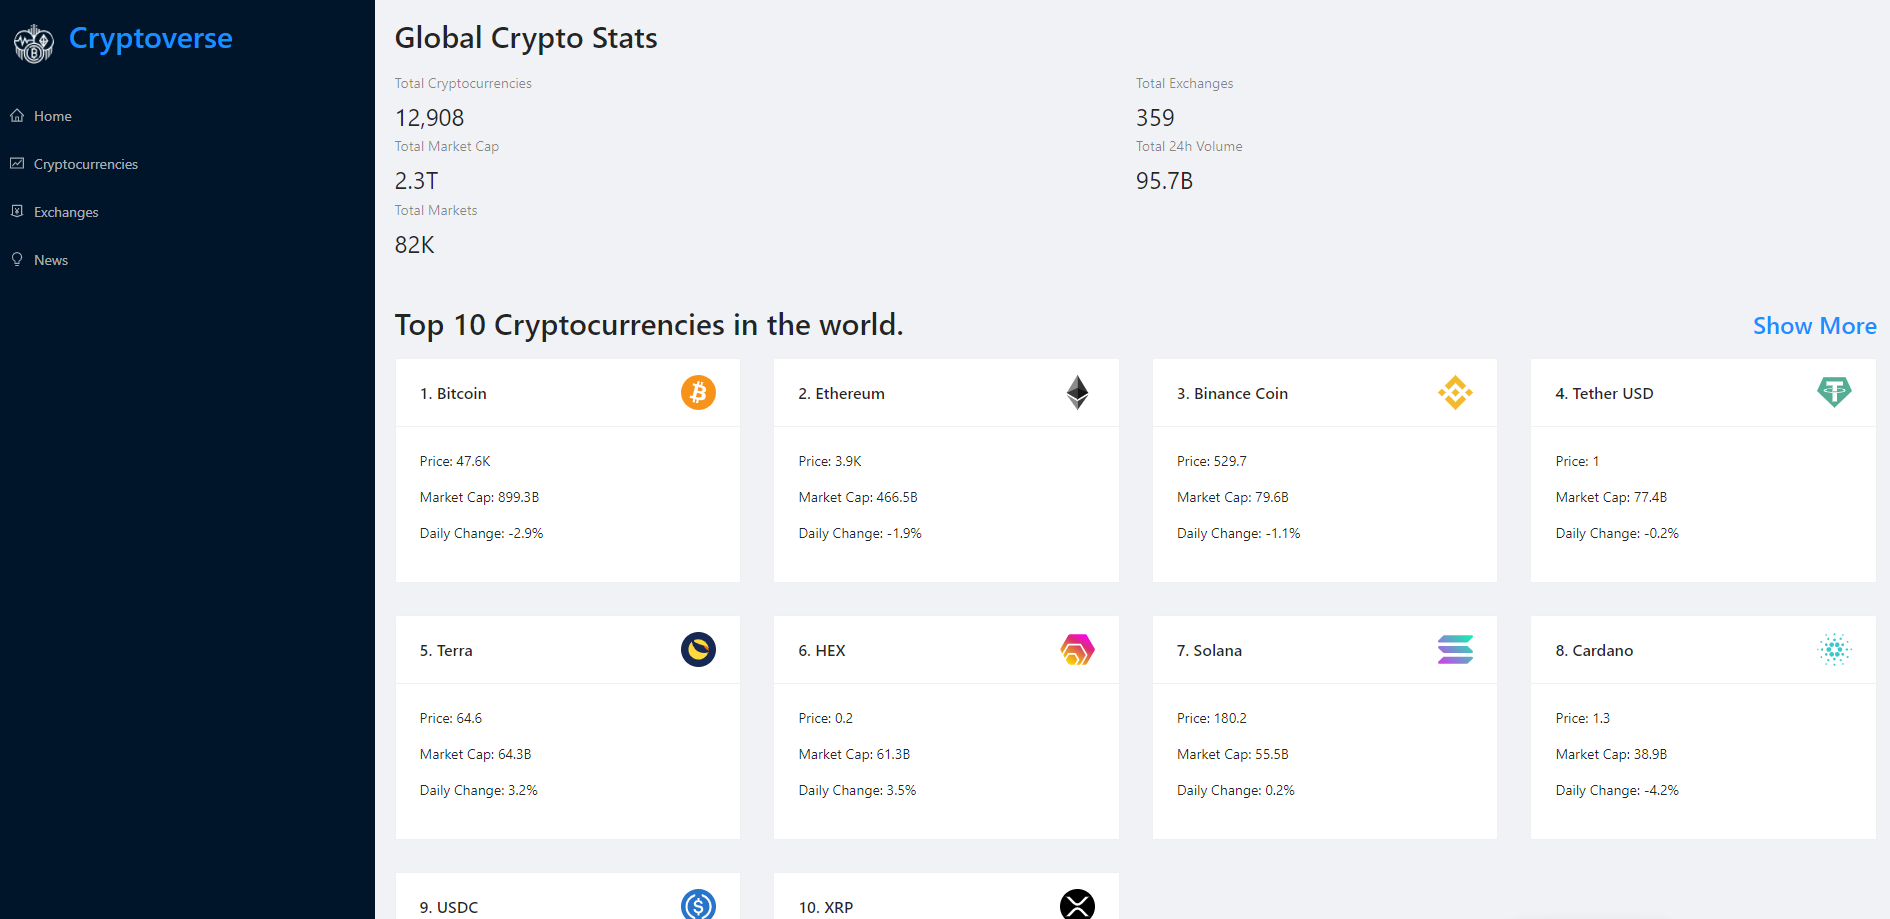 Cryptoverse
Home
Cryptocurrencies
Exchanges
News
Global Crypto Stats
Total Cryptocurrencies
12,908
Total Exchanges
359
Total Market Cap
2.3T
Total 24h Volume
95.7B
Total Markets
82K
Top 10 Cryptocurrencies in the world.
Show More
1. Bitcoin
Price: 47.6K
Market Cap: 899.3B
Daily Change: -2.9%
2. Ethereum
Price: 3.9K
Market Cap: 466.5B
Daily Change: -1.9%
3. Binance Coin
Price: 529.7
Market Cap: 79.6B
Daily Change: -1.1%
4. Tether USD
Price: 1
Market Cap: 77.4B
Daily Change: -0.2%
5. Terra
Price: 64.6
Market Cap: 64.3B
Daily Change: 3.2%
6. HEX
Price: 0.2
Market Cap: 61.3B
Daily Change: 3.5%
7. Solana
Price: 180.2
Market Cap: 55.5B
Daily Change: 0.2%
8. Cardano
Price: 1.3
Market Cap: 38.9B
Daily Change: -4.2%
9. USDC
10. XRP